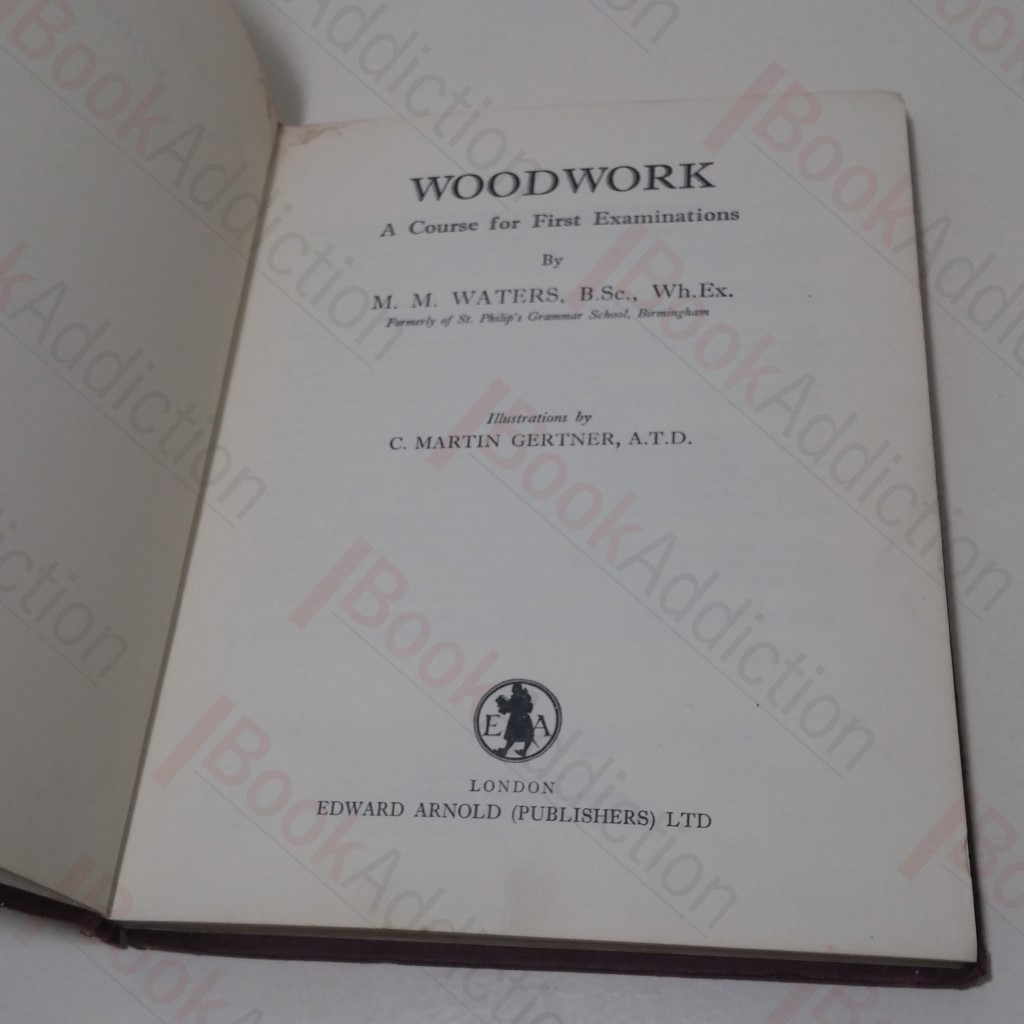 WOODWORK
A Course for First Examinations
By
M. M. WATERS, B.Sc., Wh.Ex.
Formerly of St. Philip's Grammar School, Birmingham
Illustrations by
C. MARTIN GERTNER, A.T.D.
E A
LONDON
EDWARD ARNOLD (PUBLISHERS) LTD
BookAddiction